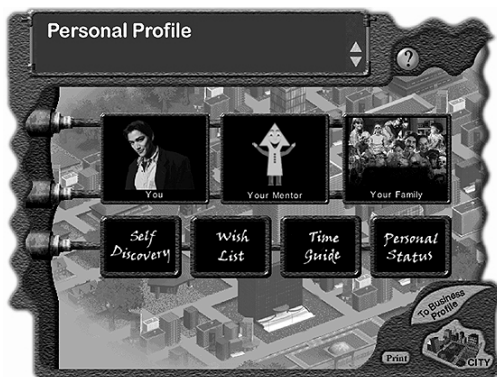 Personal Profile
?
You
Your Mentor
Your Family
Self
Discovery
Wish
List
Time
Guide
Personal
Status
To Business
Profile
Print
CITY